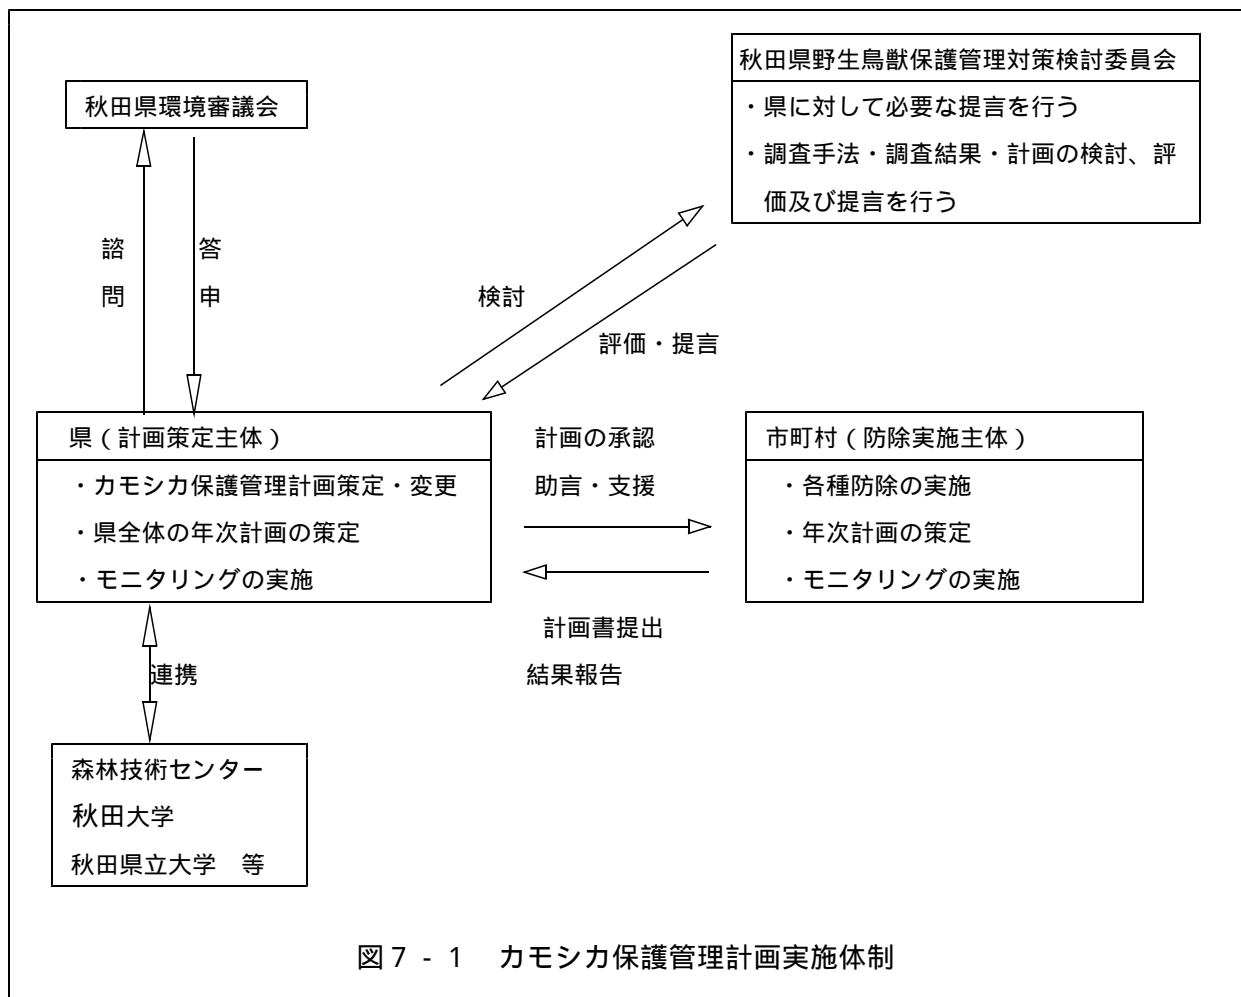 秋田県野生鳥獣保護管理対策検討委員会
・県に対して必要な提言を行う
・調査手法・調査結果・計画の検討、評
価及び提言を行う
秋田県環境審議会
諮問
答申
検討
評価・提言
県(計画策定主体)
・カモシカ保護管理計画策定・変更
・県全体の年次計画の策定
・モニタリングの実施
計画の承認
助言・支援
計画書提出
結果報告
市町村(防除実施主体)
・各種防除の実施
・年次計画の策定
・モニタリングの実施
連携
森林技術センター
秋田大学
秋田県立大学　等
図7-1　カモシカ保護管理計画実施体制